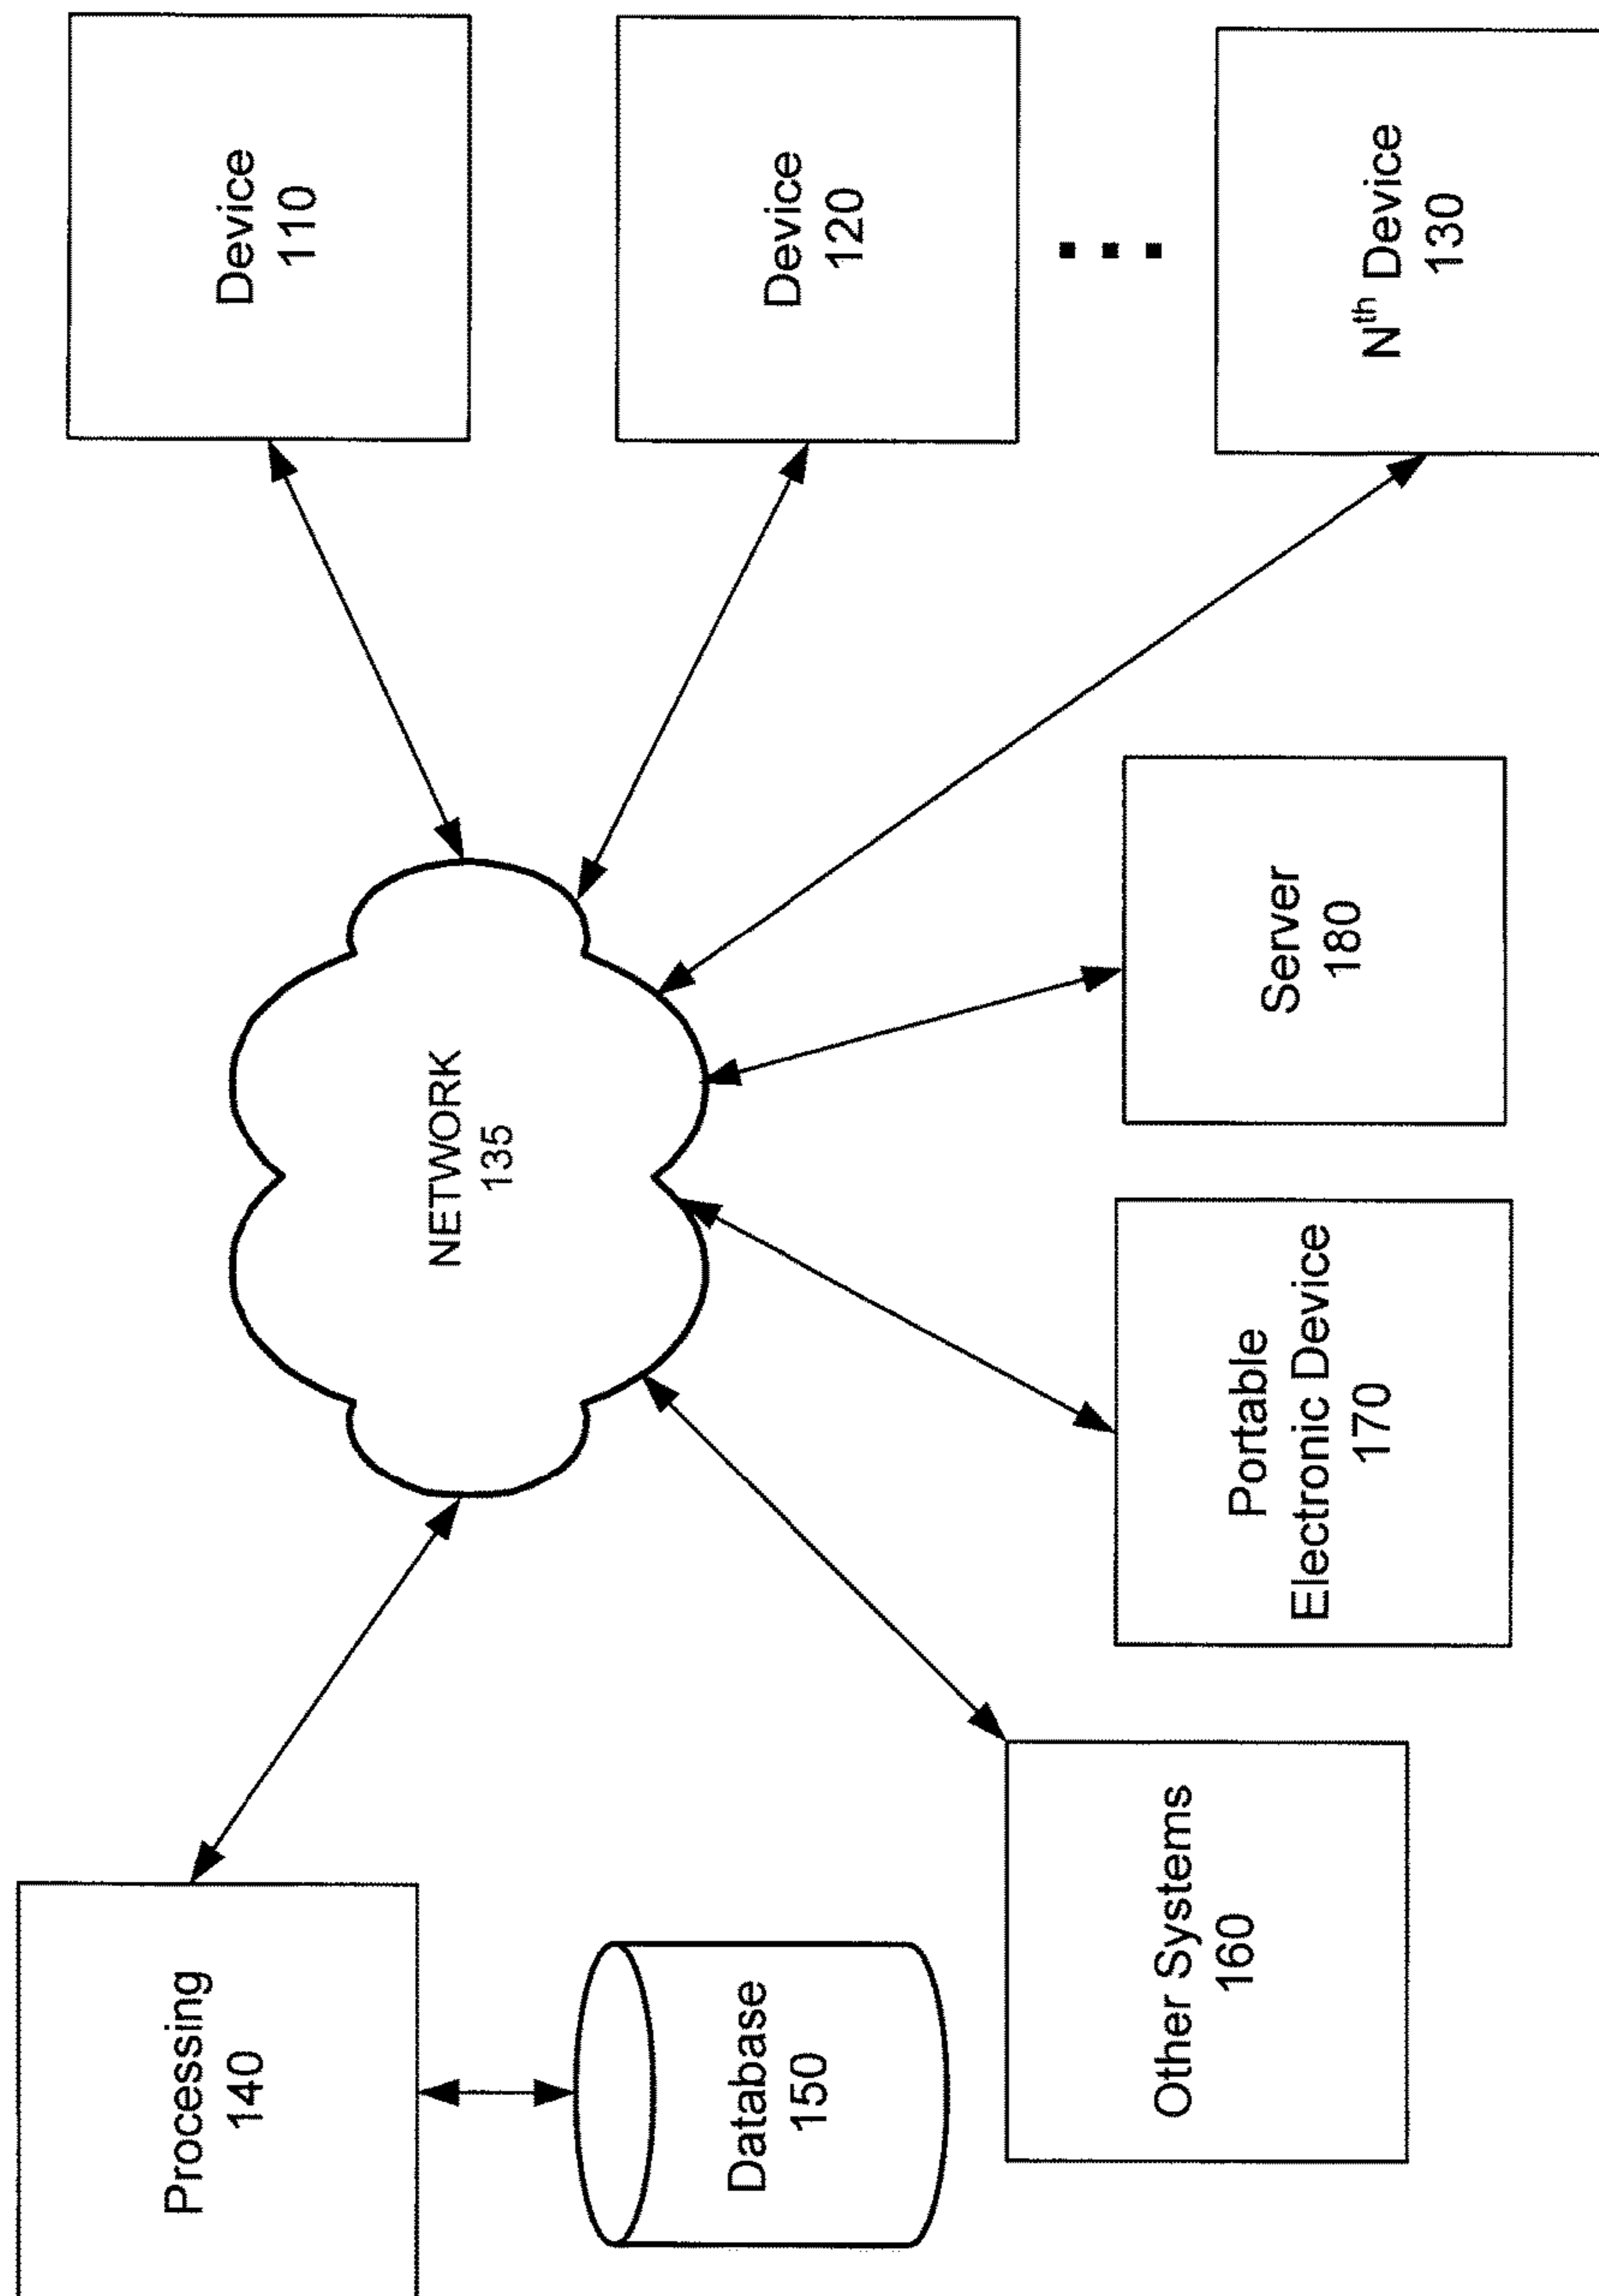 Processing
140
Database
150
Other Systems
160
NETWORK
135
Portable
Electronic Device
170
Server
180
Device
110
Device
120
Nth Device
130